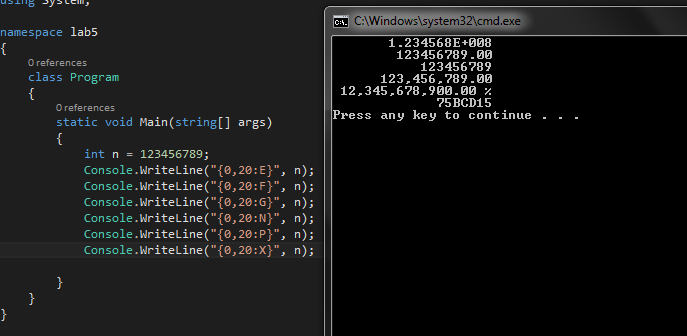 using System;
namespace lab5
{
0 references
class Program
{
0 references
static void Main(string[] args)
{
int n = 123456789;
Console.WriteLine("{0,20:E}", n);
Console.WriteLine("{0,20:F}", n);
Console.WriteLine("{0,20:G}", n);
Console.WriteLine("{0,20:N}", n);
Console.WriteLine("{0,20:P}", n);
Console.WriteLine("{0,20:X}", n);
}
}
}
C:\Windows\system32\cmd.exe
1.234568E+008
123456789.00
123456789
123,456,789.00
12,345,678,900.00 %
75BCD15
Press any key to continue . . .